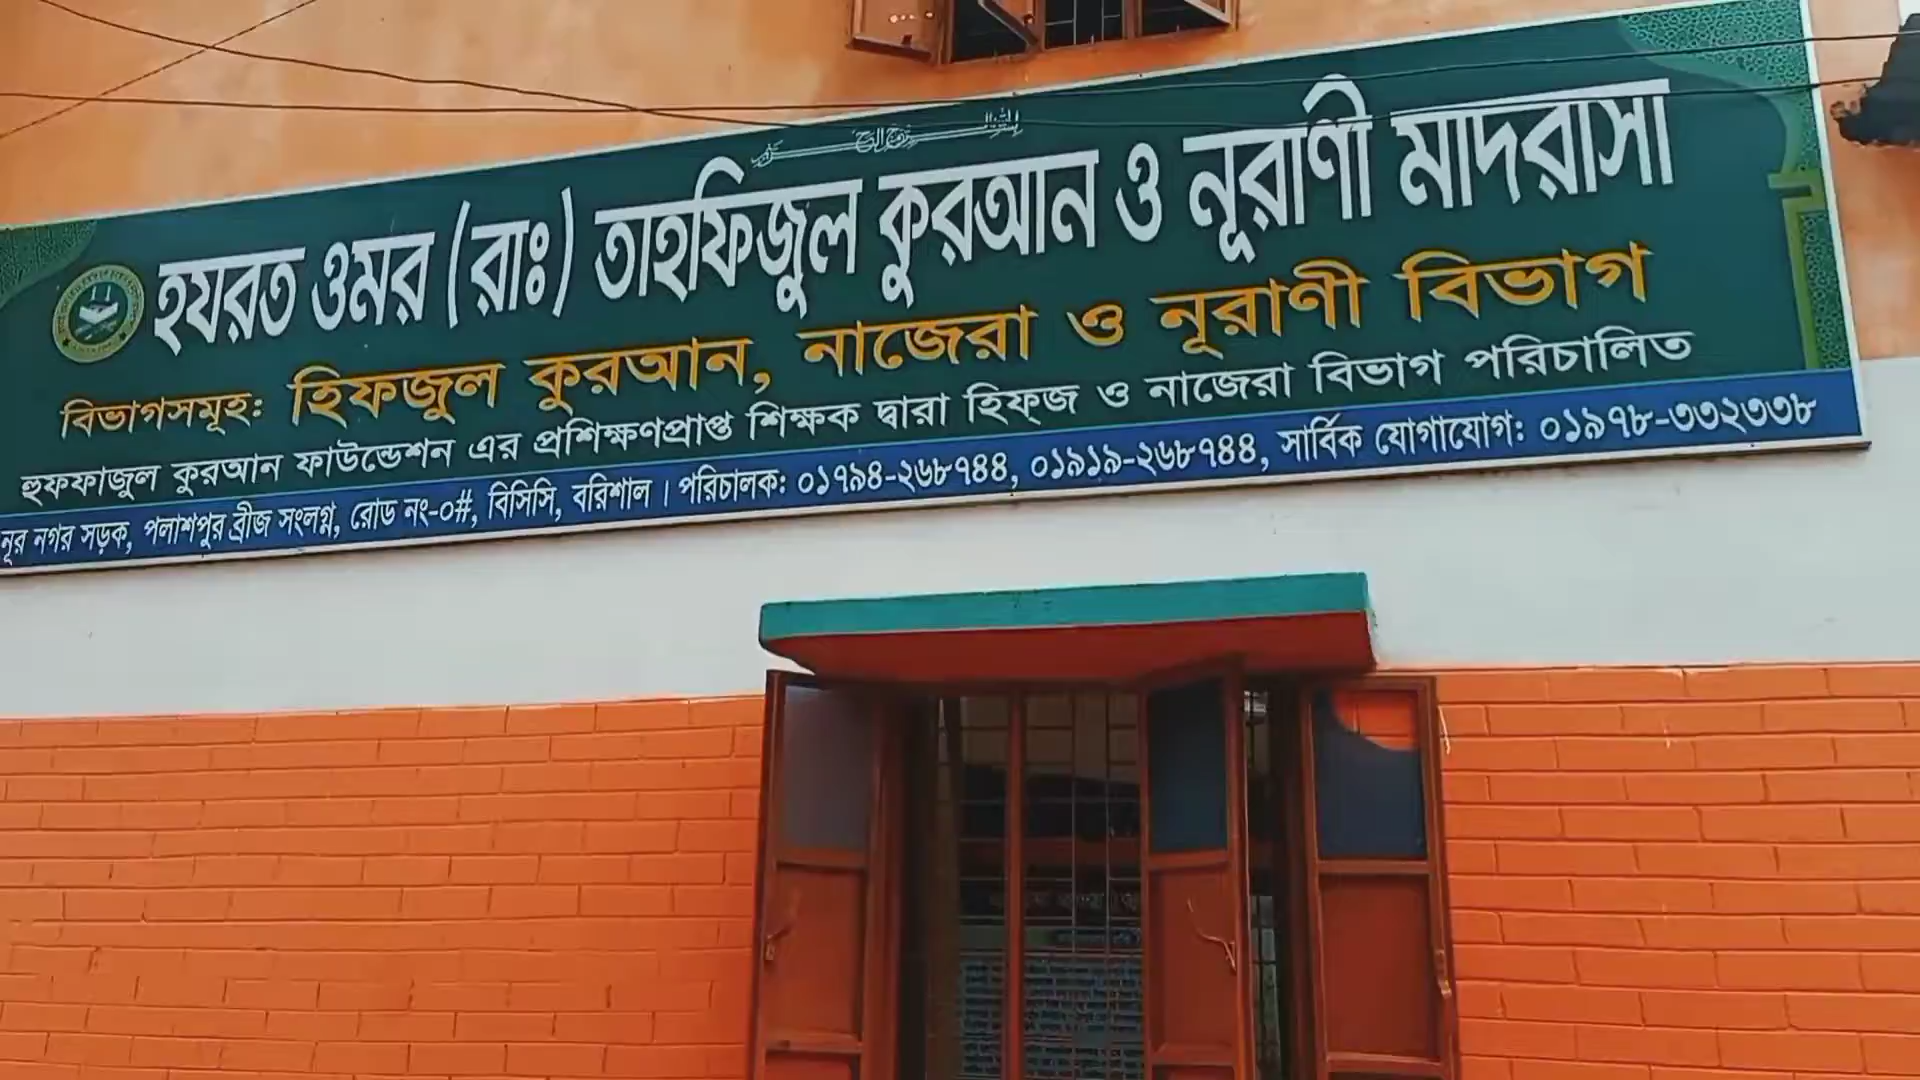 হযরত ওমর (রাঃ) তাহফিজুল কুরআন ও নূরাণী মাদরাসা
বিভাগসমূহ: হিফজুল কুরআন, নাজেরা ও নূরাণী বিভাগ
হুফফাজুল কুরআন ফাউন্ডেশন এর প্রশিক্ষণপ্রাপ্ত শিক্ষক দ্বারা হিফ্জ ও নাজেরা বিভাগ পরিচালিত
নূর নগর সড়ক, পলাশপুর ব্রীজ সংলগ্ন, রোড নং-০#, বিসিসি, বরিশাল। পরিচালক: ০১৭৯৪-২৬৮৭৪৪, ০১৯১৯-২৬৮৭৪৪, সার্বিক যোগাযোগ: ০১৯৭৮-৩৩২৩৩৮